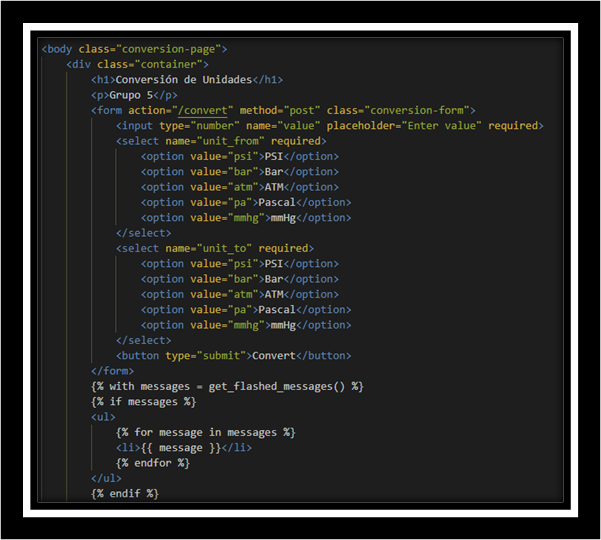 <body class="conversion-page">
<div class="container">
<h1>Conversión de Unidades</h1>
<p>Grupo 5</p>
<form action="/convert" method="post" class="conversion-form">
<input type="number" name="value" placeholder="Enter value" required>
<select name="unit_from" required>
<option value="psi">PSI</option>
<option value="bar">Bar</option>
<option value="atm">ATM</option>
<option value="pa">Pascal</option>
<option value="mmhg">mmHg</option>
</select>
<select name="unit_to" required>
<option value="psi">PSI</option>
<option value="bar">Bar</option>
<option value="atm">ATM</option>
<option value="pa">Pascal</option>
<option value="mmhg">mmHg</option>
</select>
<button type="submit">Convert</button>
</form>
{% with messages = get_flashed_messages() %}
{% if messages %}
<ul>
{% for message in messages %}
<li>{{ message }}</li>
{% endfor %}
</ul>
{% endif %}